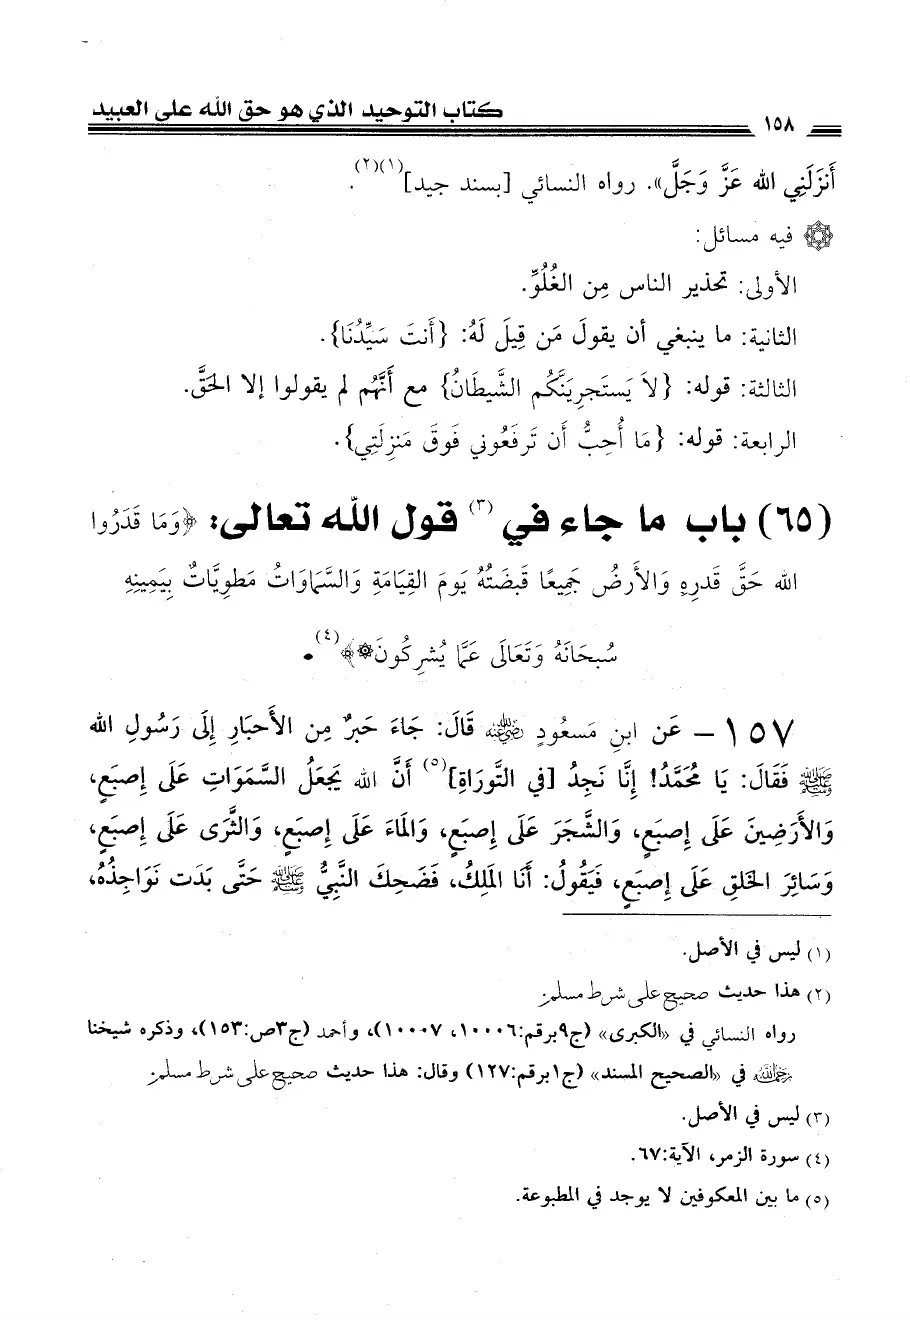 ١٥٨ كتاب التوحيد الذي هو حق الله على العبيد
أَنزَلَنِي الله عَزَّ وَجَلَّ». رواه النسائي [بسند جيد](١)(٢).
فيه مسائل:
الأولى: تحذير الناس مِن الغُلُوِّ.
الثانية: ما ينبغي أن يقولَ مَن قِيلَ لَهُ: {أَنتَ سَيِّدُنَا}.
الثالثة: قوله: {لاَ يَستَجرِيَنَّكُم الشَّيطَانُ} مع أَنَّهُم لم يقولوا إلا الحَقَّ.
الرابعة: قوله: {مَا أُحِبُّ أَن تَرفَعُوني فَوقَ مَنزِلَتِي}.
(٦٥) باب ما جاء في(٣) قول الله تعالى: ﴿وَمَا قَدَرُوا
الله حَقَّ قَدرِهِ وَالأَرضُ جَمِيعًا قَبضَتُهُ يَومَ القِيَامَةِ وَالسَّمَاوَاتُ مَطوِيَّاتٌ بِيَمِينِهِ
سُبحَانَهُ وَتَعَالَى عَمَّا يُشرِكُونَ﴾(٤).
١٥٧ – عَن ابنِ مَسعُودٍ رضي الله عنه قَالَ: جَاءَ حَبرٌ مِن الأَحبَارِ إِلَى رَسُولِ الله
ﷺ فَقَالَ: يَا مُحَمَّدُ! إِنَّا نَجِدُ [في التَّورَاةِ](٥) أَنَّ الله يَجعَلُ السَّمَوَاتِ عَلَى إِصبَعٍ،
وَالأَرَضِينَ عَلَى إِصبَعٍ، وَالشَّجَرَ عَلَى إِصبَعٍ، وَالمَاءَ عَلَى إِصبَعٍ، وَالثَّرَى عَلَى إِصبَعٍ،
وَسَائِرَ الخَلقِ عَلَى إِصبَعٍ، فَيَقُولُ: أَنَا المَلِكُ، فَضَحِكَ النَّبِيُّ ﷺ حَتَّى بَدَت نَوَاجِذُهُ،
(١) ليس في الأصل.
(٢) هذا حديث صحيح على شرط مسلم.
رواه النسائي في «الكبرى» (ج٩برقم:١٠٠٠٦، ١٠٠٠٧)، وأحمد (ج٣ص:١٥٣)، وذكره شيخنا
رحمه الله في «الصحيح المسند» (ج١برقم:١٢٧) وقال: هذا حديث صحيح على شرط مسلم.
(٣) ليس في الأصل.
(٤) سورة الزمر، الآية:٦٧.
(٥) ما بين المعكوفين لا يوجد في المطبوعة.